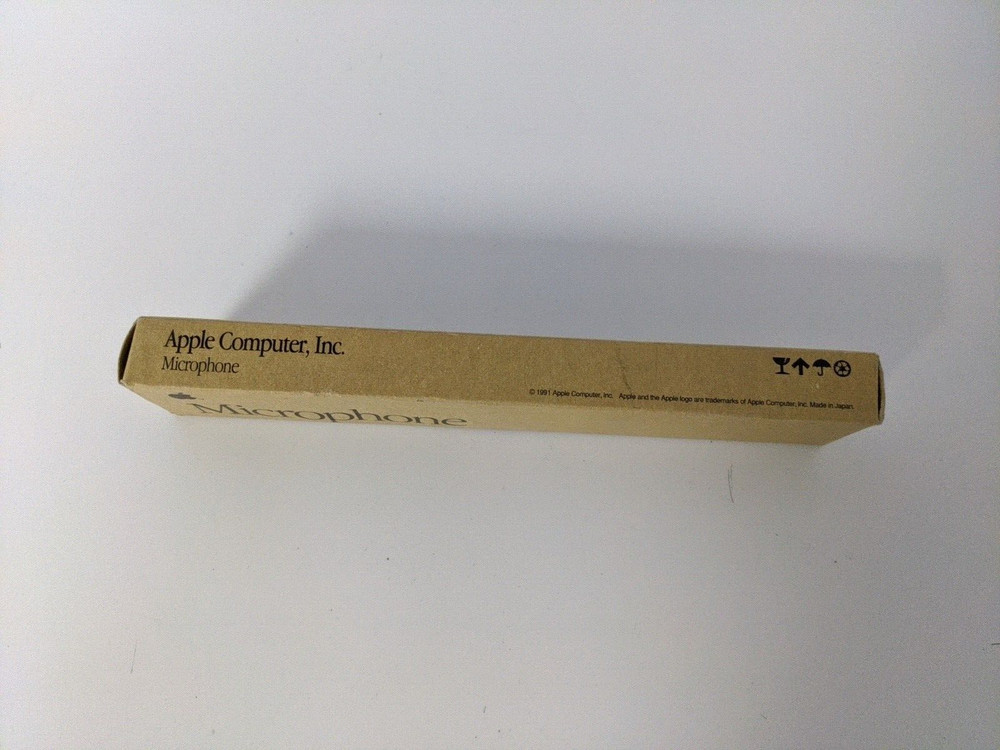 Apple Computer, Inc.
Microphone
© 1991 Apple Computer, Inc. Apple and the Apple logo are trademarks of Apple Computer, Inc. Made in Japan.
Microphone